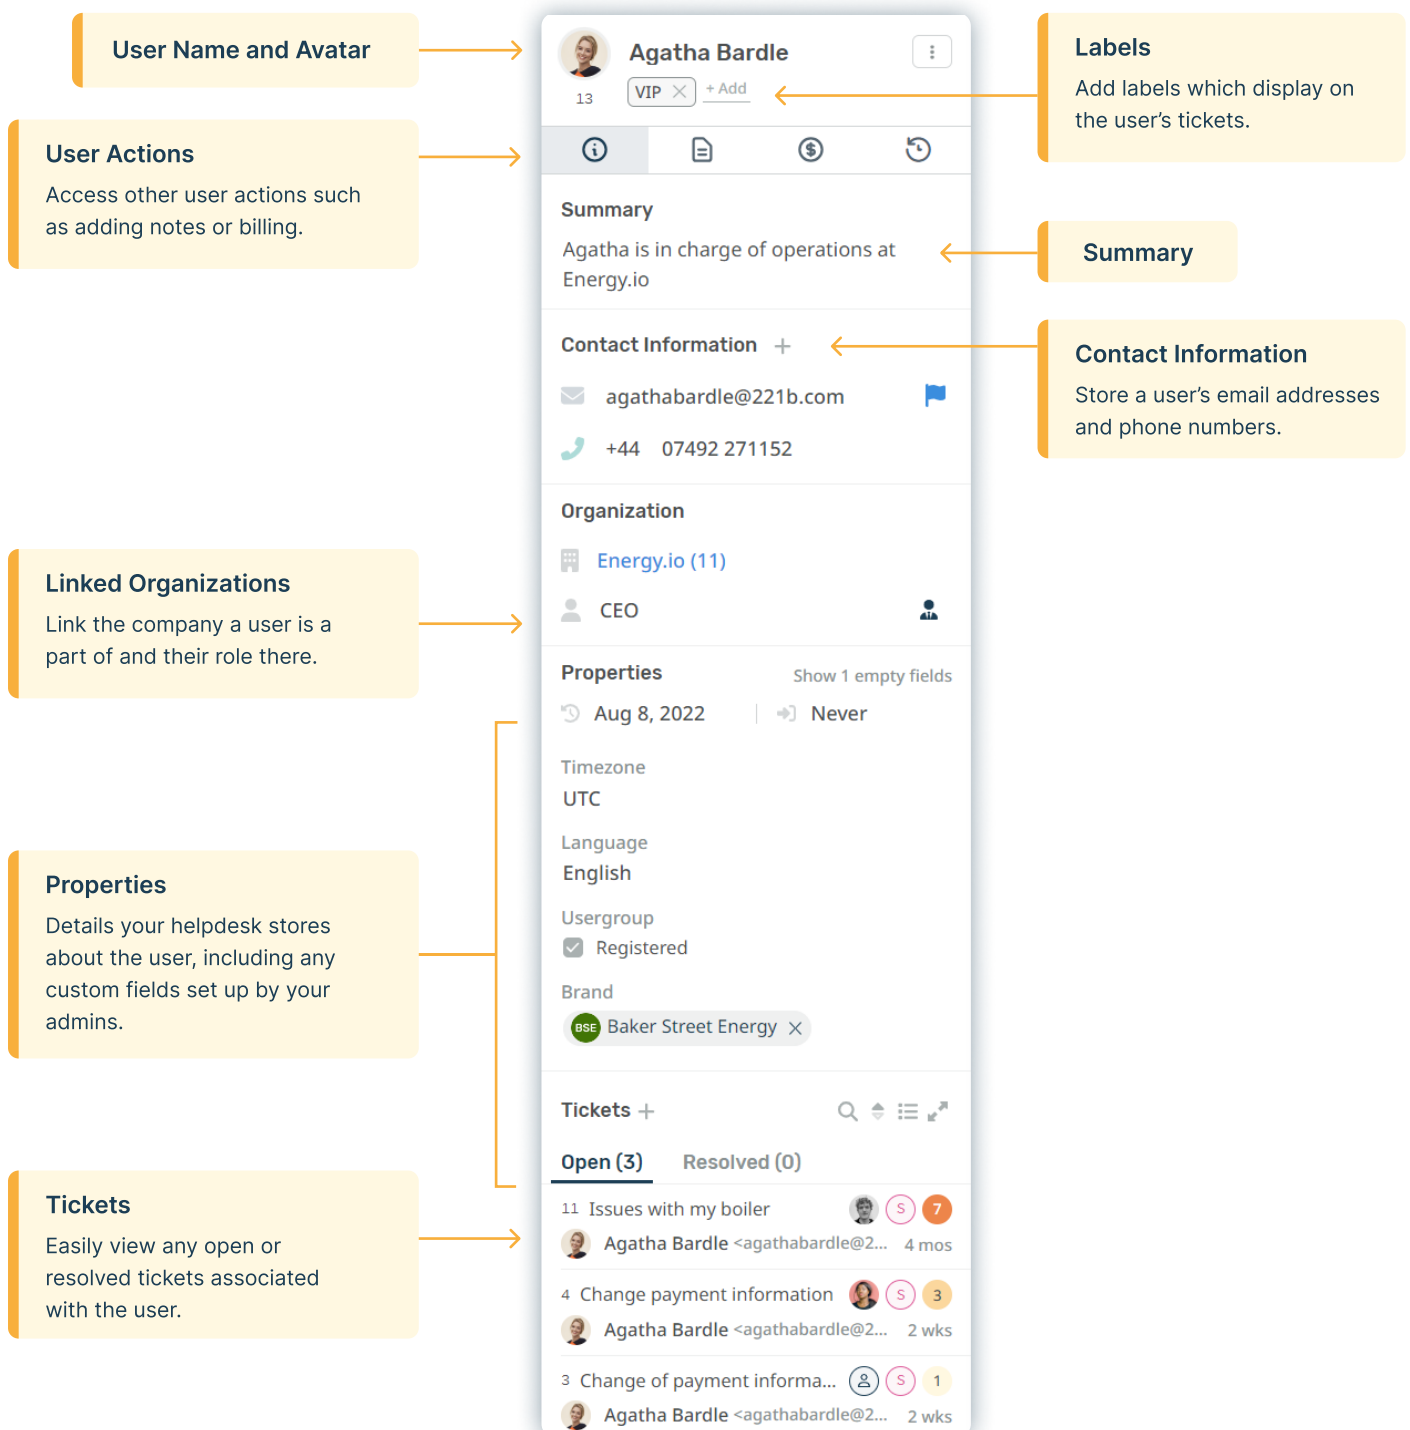 User Name and Avatar
User Actions
Access other user actions such
as adding notes or billing.
Linked Organizations
Link the company a user is a
part of and their role there.
Properties
Details your helpdesk stores
about the user, including any
custom fields set up by your
admins.
Tickets
Easily view any open or
resolved tickets associated
with the user.
Agatha Bardle
13
VIP
+ Add
Summary
Agatha is in charge of operations at
Energy.io
Contact Information +
agathabardle@221b.com
+44 07492 271152
Organization
Energy.io (11)
CEO
Properties
Show 1 empty fields
Aug 8, 2022
Never
Timezone
UTC
Language
English
Usergroup
Registered
Brand
BSE Baker Street Energy
Tickets +
Open (3) Resolved (0)
11 Issues with my boiler S 7
Agatha Bardle <agathabardle@2... 4 mos
4 Change payment information S 3
Agatha Bardle <agathabardle@2... 2 wks
3 Change of payment informa... S 1
Agatha Bardle <agathabardle@2... 2 wks
Labels
Add labels which display on
the user’s tickets.
Summary
Contact Information
Store a user’s email addresses
and phone numbers.